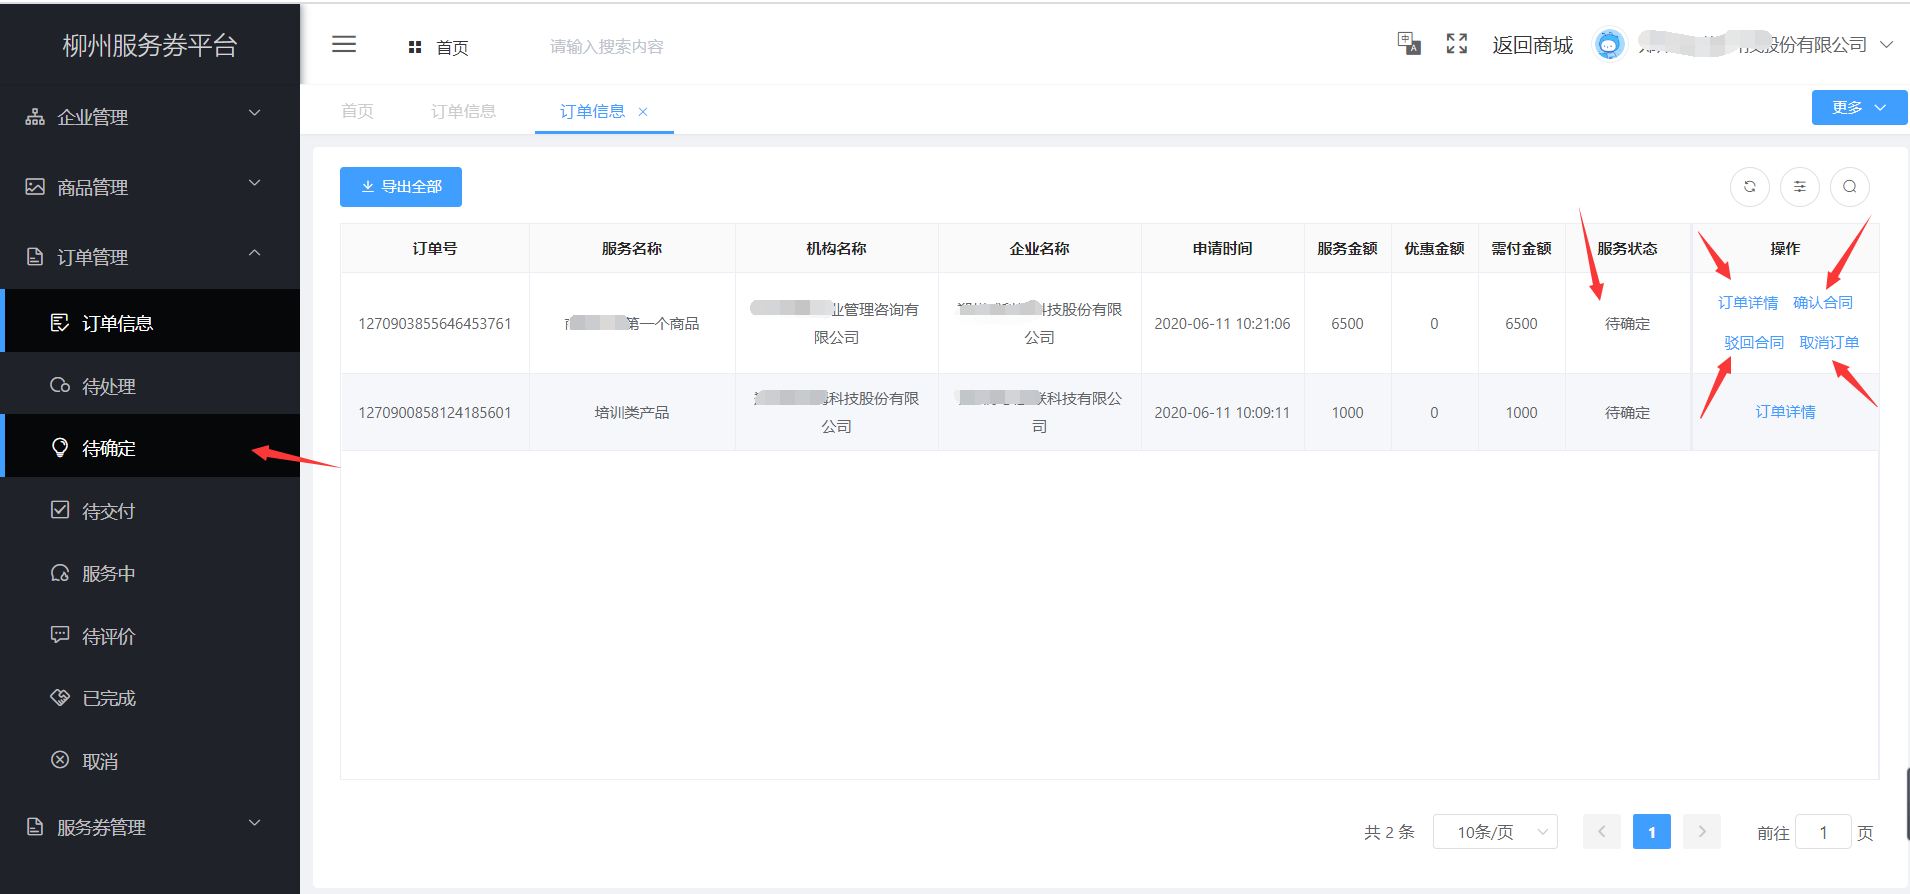 柳州服务券平台
首页
请输入搜索内容
返回商城
股份有限公司
企业管理
商品管理
订单管理
订单信息
待处理
待确定
待交付
服务中
待评价
已完成
取消
服务券管理
首页
订单信息
订单信息
更多
导出全部
订单号 服务名称 机构名称 企业名称 申请时间 服务金额 优惠金额 需付金额 服务状态 操作
1270903855646453761 第一个商品 业管理咨询有限公司 科技股份有限公司 2020-06-11 10:21:06 6500 0 6500 待确定 订单详情 确认合同
驳回合同 取消订单
1270900858124185601 培训类产品 科技股份有限公司 联科技有限公司 2020-06-11 10:09:11 1000 0 1000 待确定 订单详情
共 2 条 10条/页 1 前往 1 页